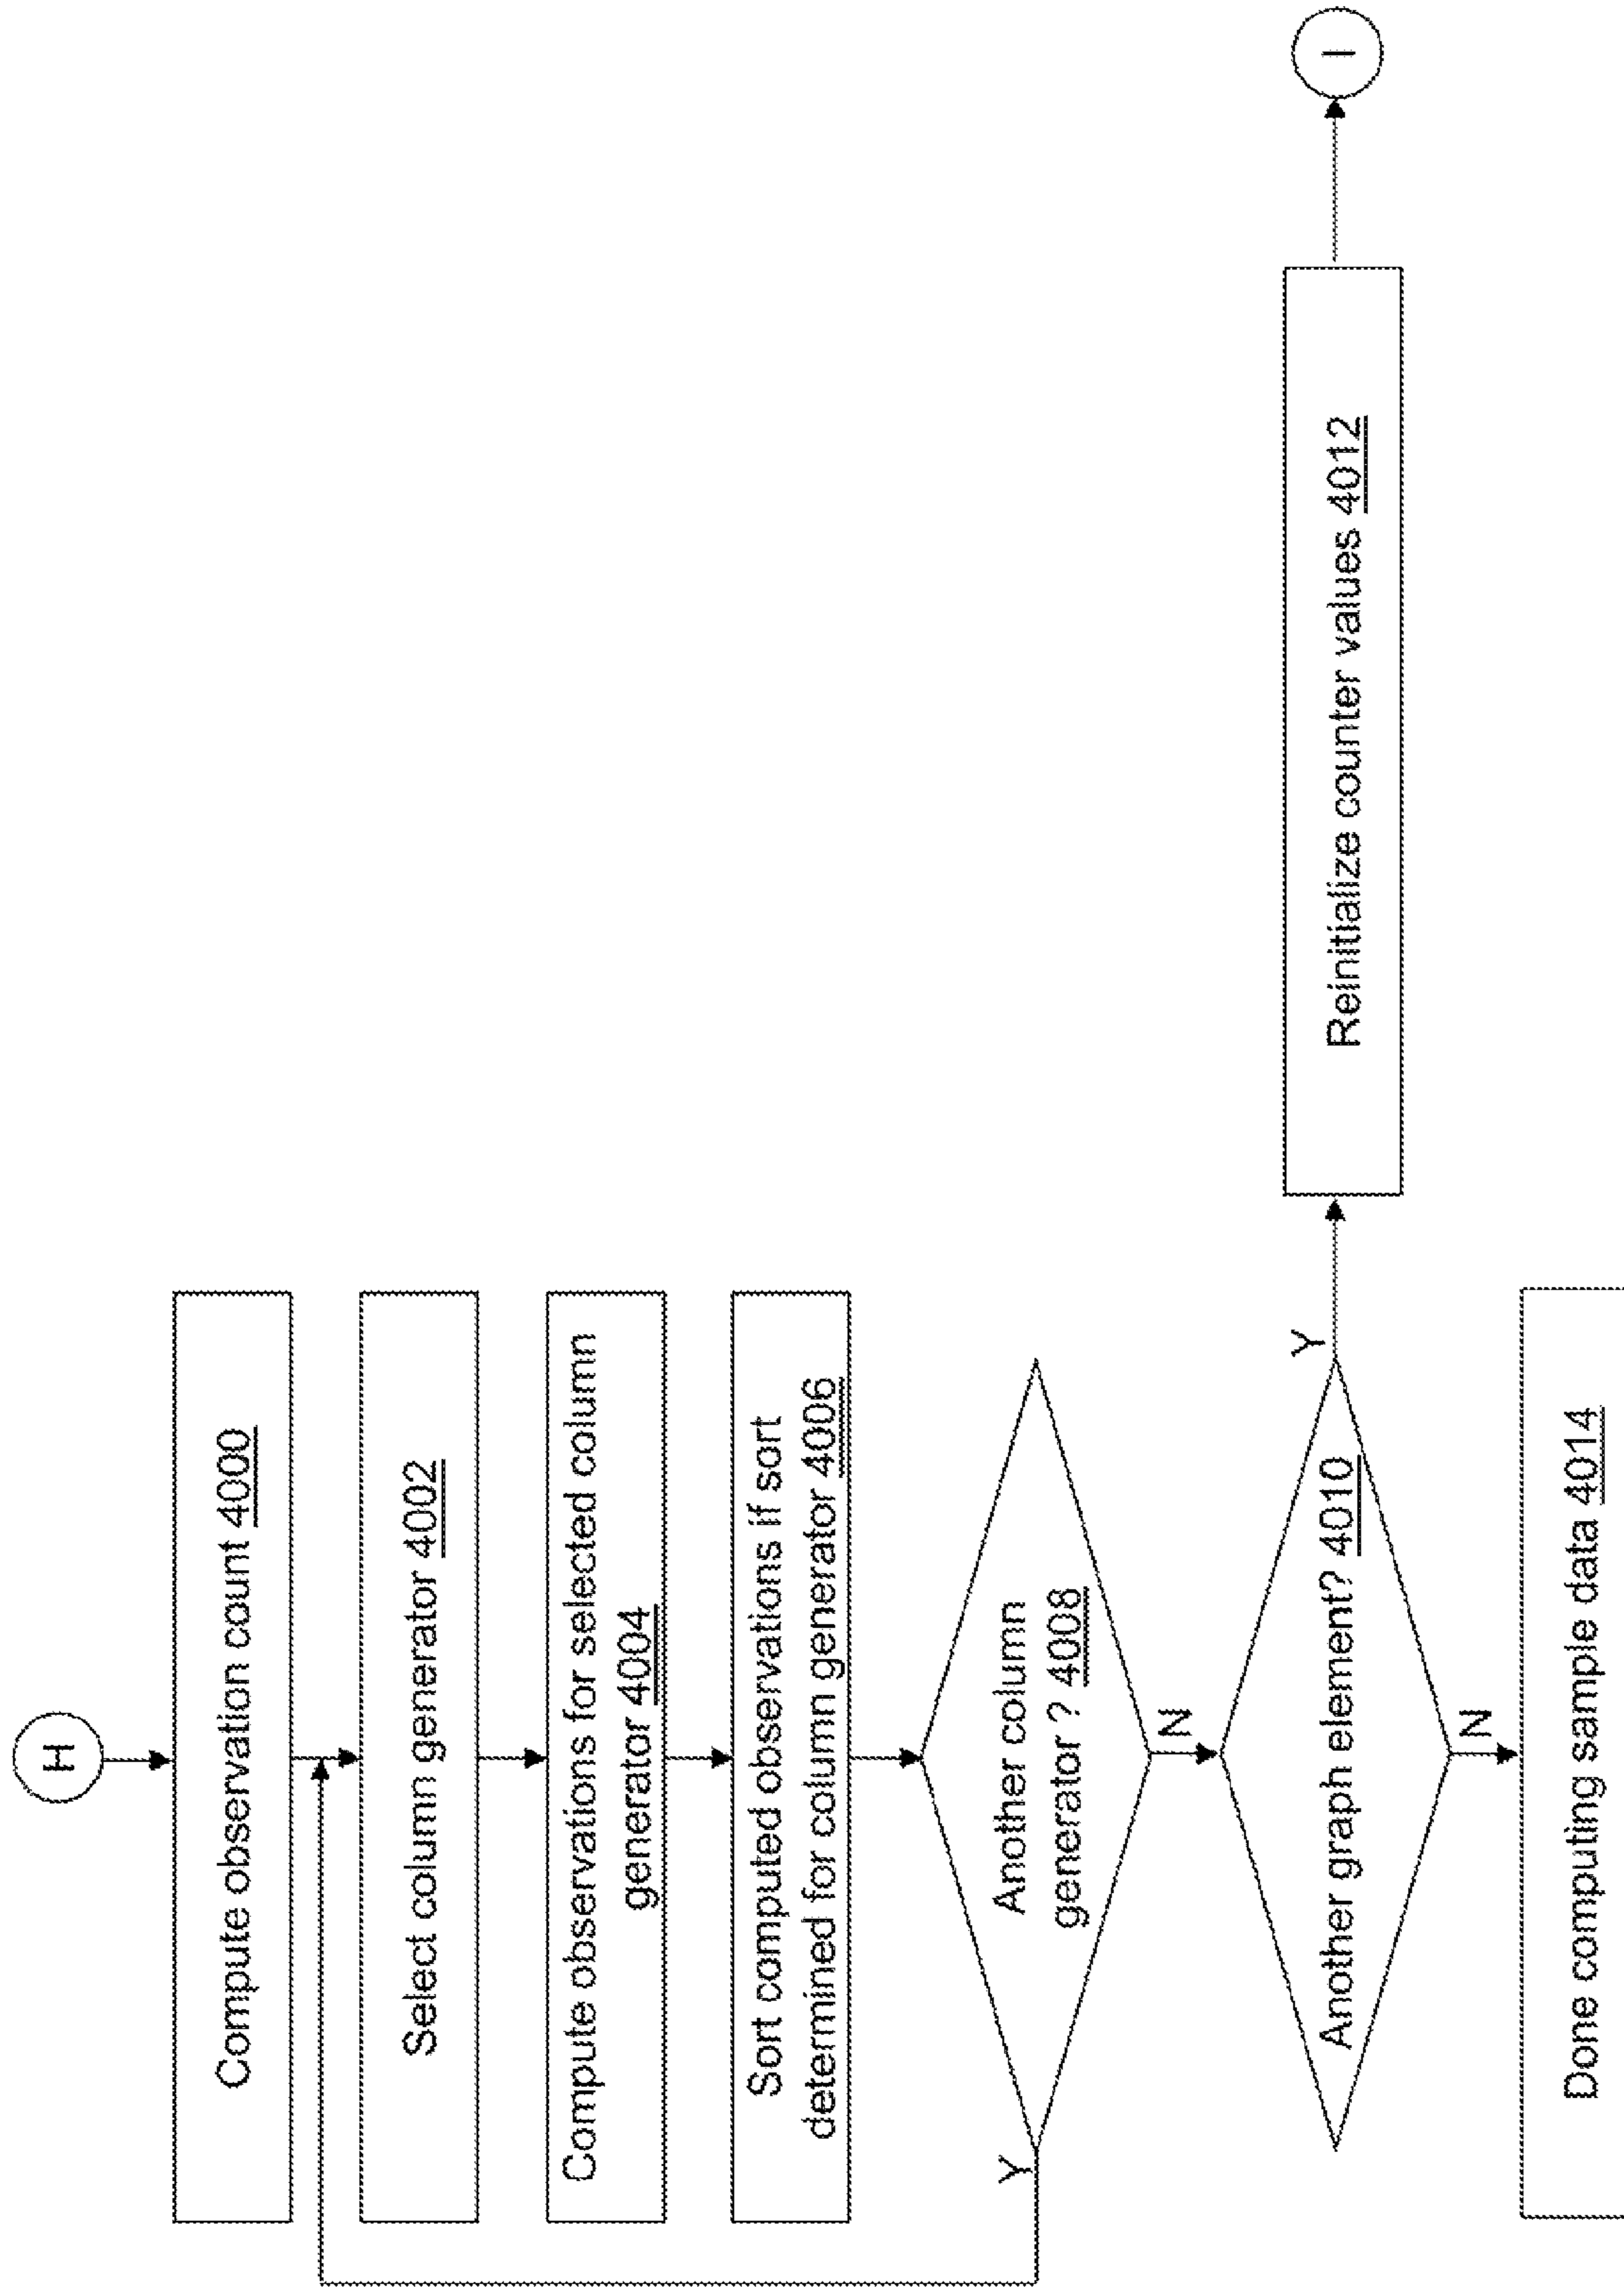 H
Compute observation count 4000
Select column generator 4002
Compute observations for selected column
generator 4004
Sort computed observations if sort
determined for column generator 4006
Another column
generator ? 4008
Y
N
Another graph element? 4010
Y
Reinitialize counter values 4012
I
N
Done computing sample data 4014